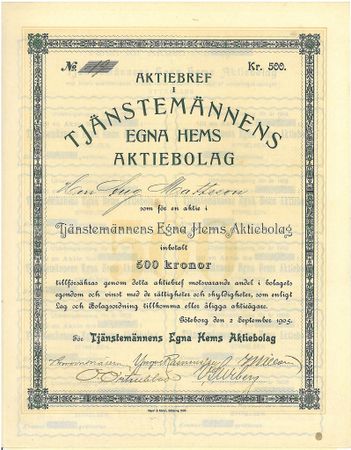 № 19 Kr. 500.
AKTIEBREF
I
TJÄNSTEMÄNNENS
EGNA HEMS
AKTIEBOLAG
Herr Aug Mattsson
som för en aktie i
Tjänstemännens Egna Hems Aktiebolag
inbetalt
500 kronor
tillförsäkras genom detta aktiebref motsvarande andel i bolagets
egendom och vinst med de rättigheter och skyldigheter, som enligt
Lag och Bolagsordning tillkomma eller åligga aktieägare.
Göteborg den 2 September 1905.
För Tjänstemännens Egna Hems Aktiebolag